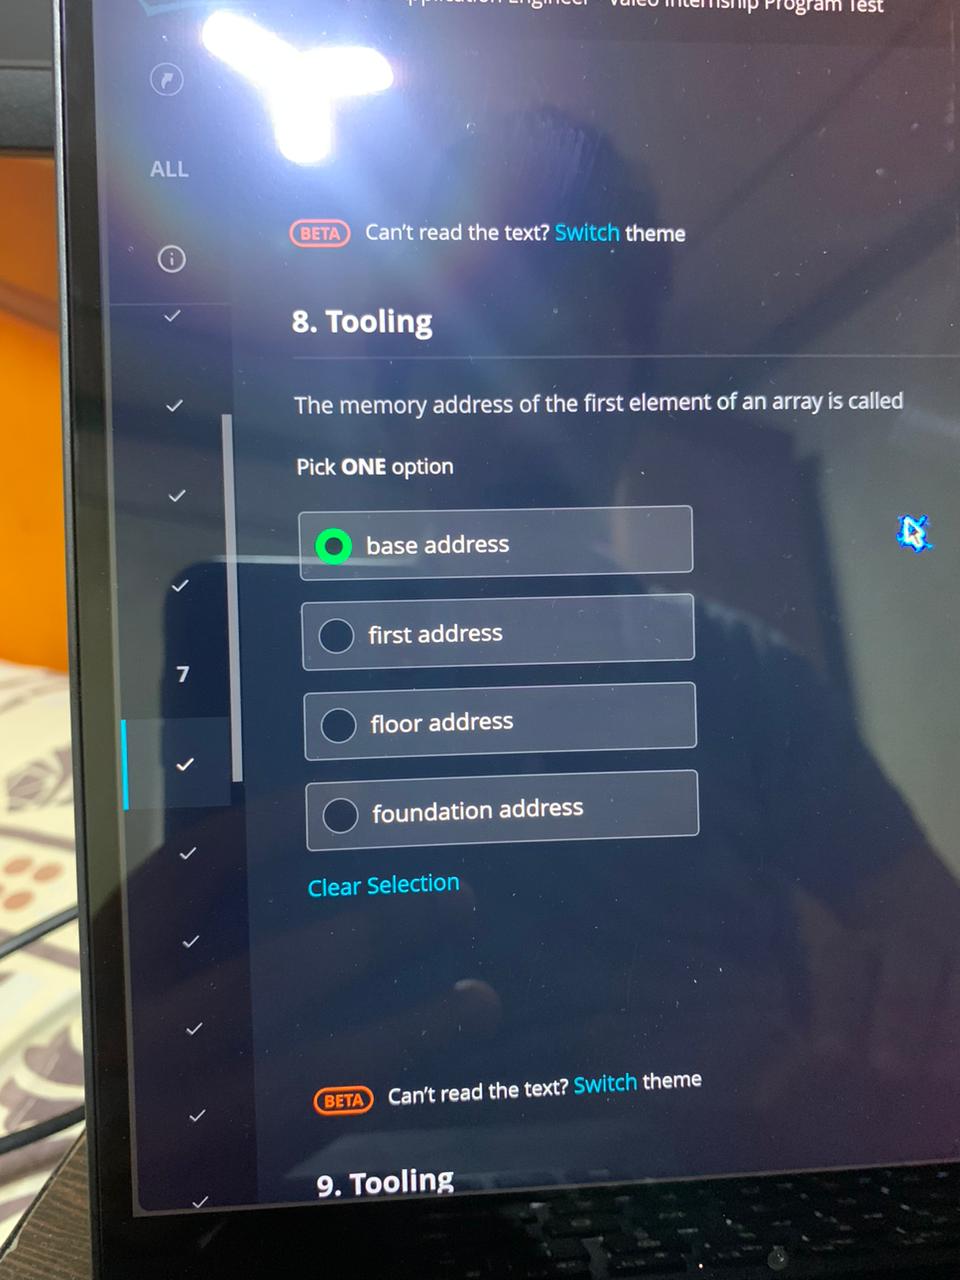 Valeo Internship Program Test
ALL
BETA Can't read the text? Switch theme
8. Tooling
The memory address of the first element of an array is called
Pick ONE option
base address
first address
floor address
foundation address
7
Clear Selection
BETA Can't read the text? Switch theme
9. Tooling